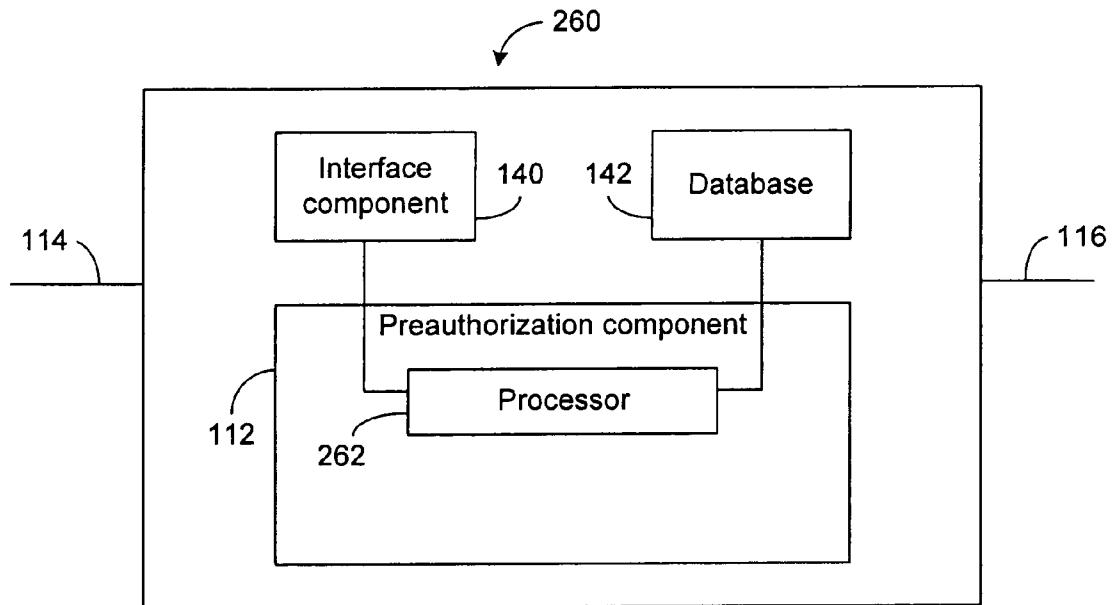 260
Interface
component
140
142
Database
114
116
Preauthorization component
Processor
112
262